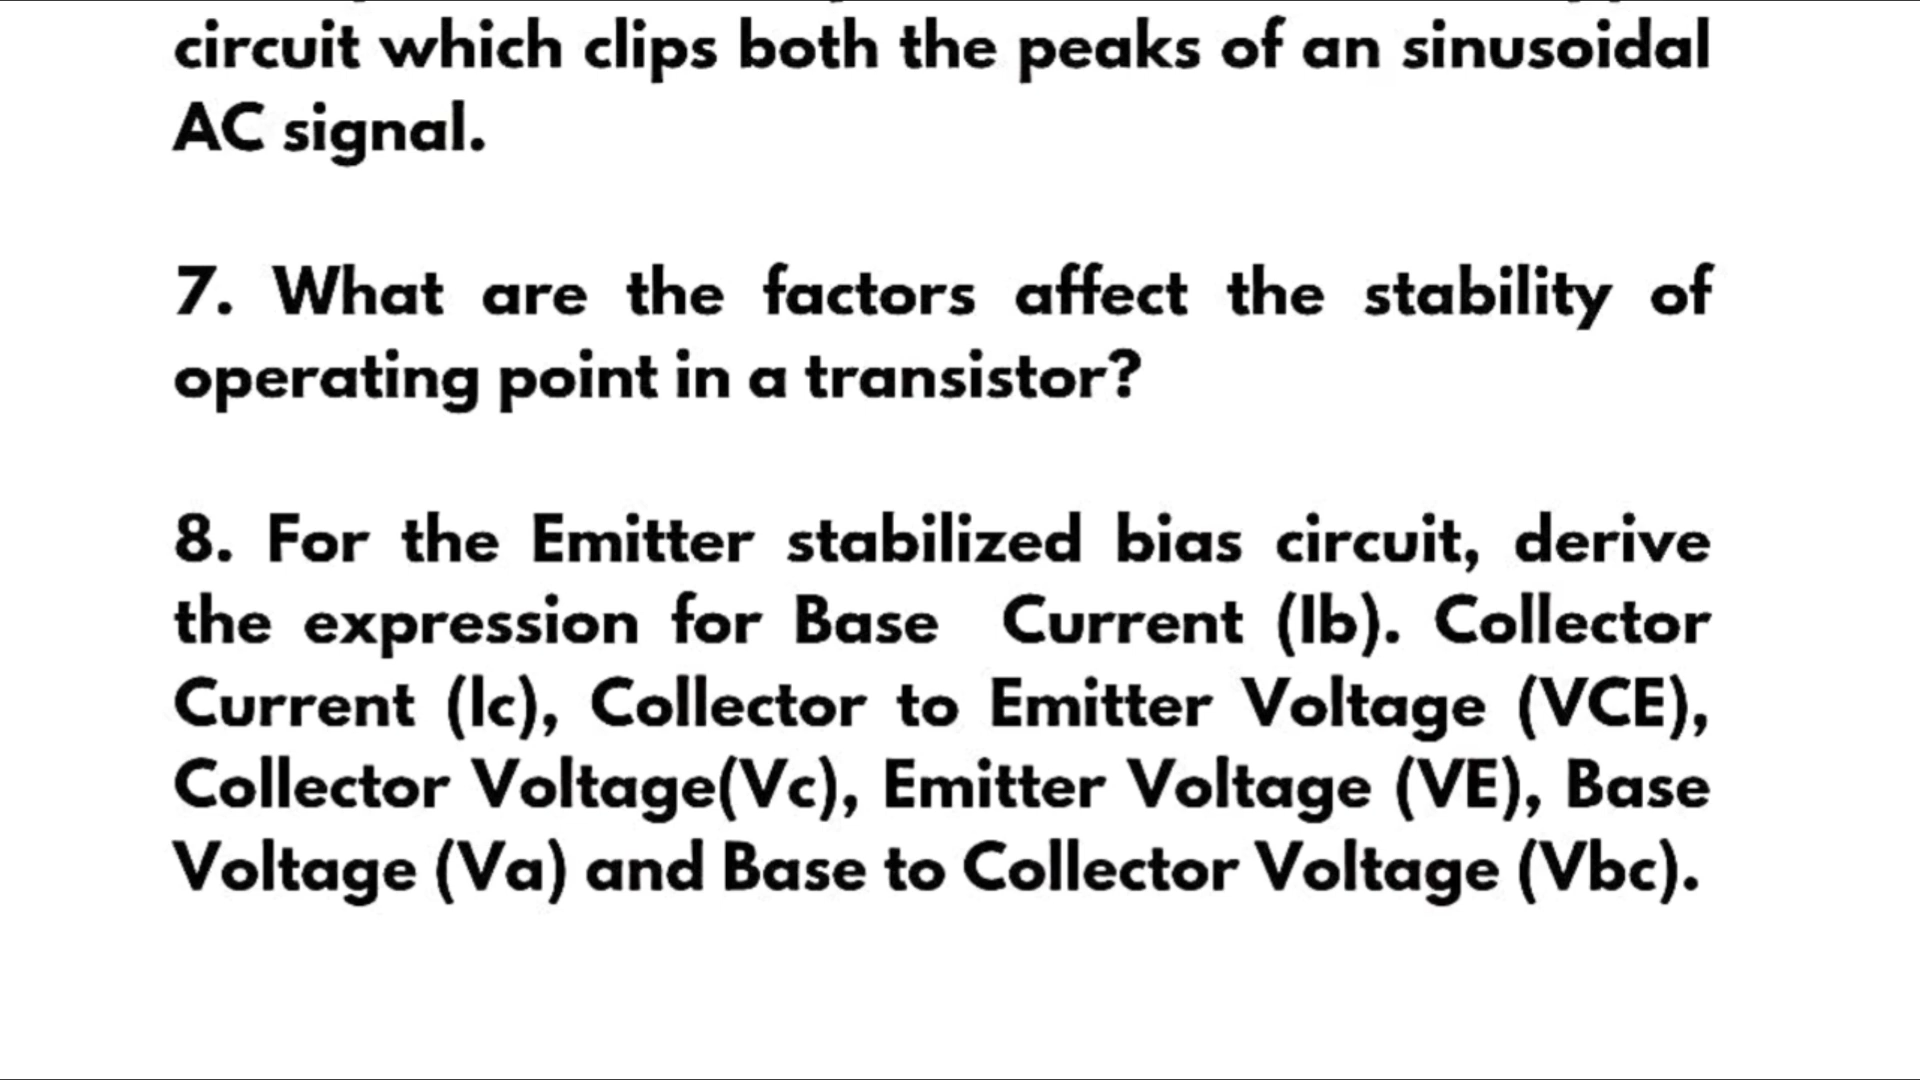 circuit which clips both the peaks of an sinusoidal
AC signal.
7. What are the factors affect the stability of
operating point in a transistor?
8. For the Emitter stabilized bias circuit, derive
the expression for Base Current (Ib). Collector
Current (Ic), Collector to Emitter Voltage (VCE),
Collector Voltage(Vc), Emitter Voltage (VE), Base
Voltage (Va) and Base to Collector Voltage (Vbc).